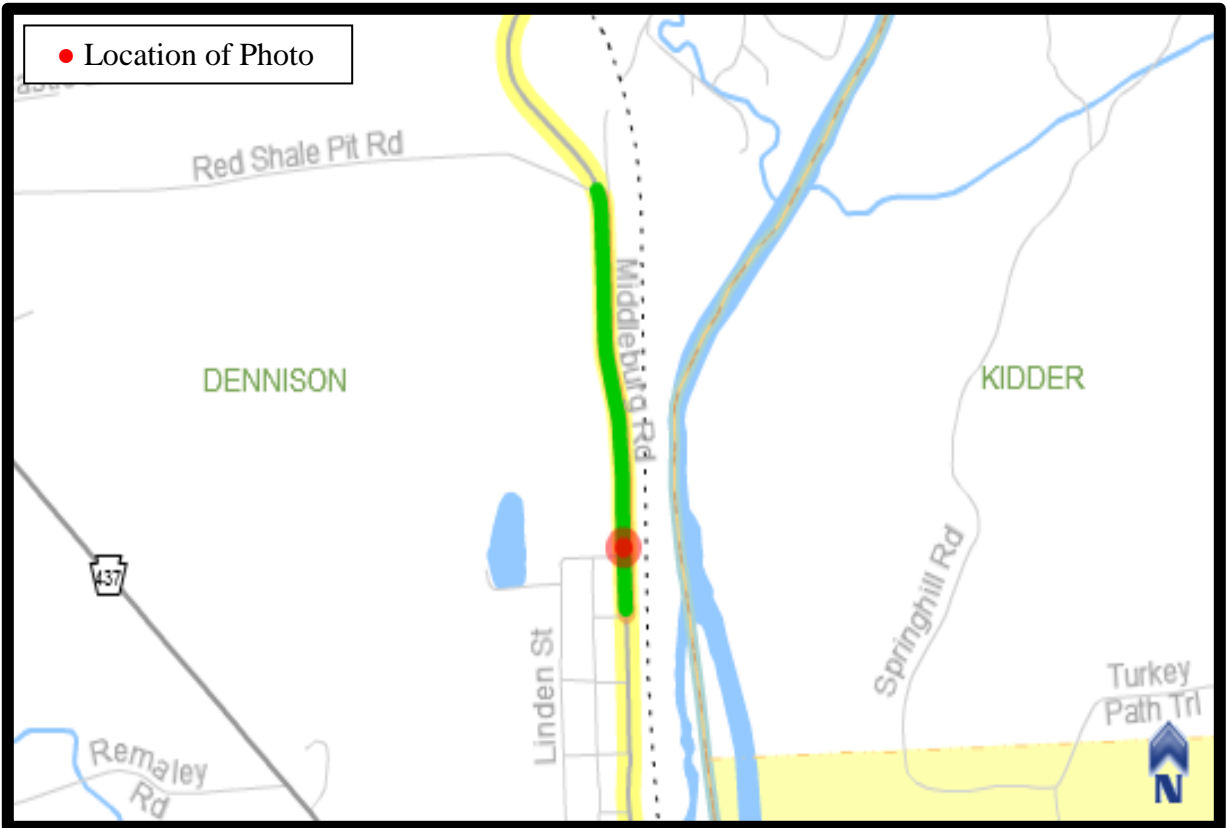 Location of Photo
Red Shale Pit Rd
Middleburg Rd
DENNISON
KIDDER
437
Springhill Rd
Linden St
Turkey
Path Trl
Remaley
Rd
N